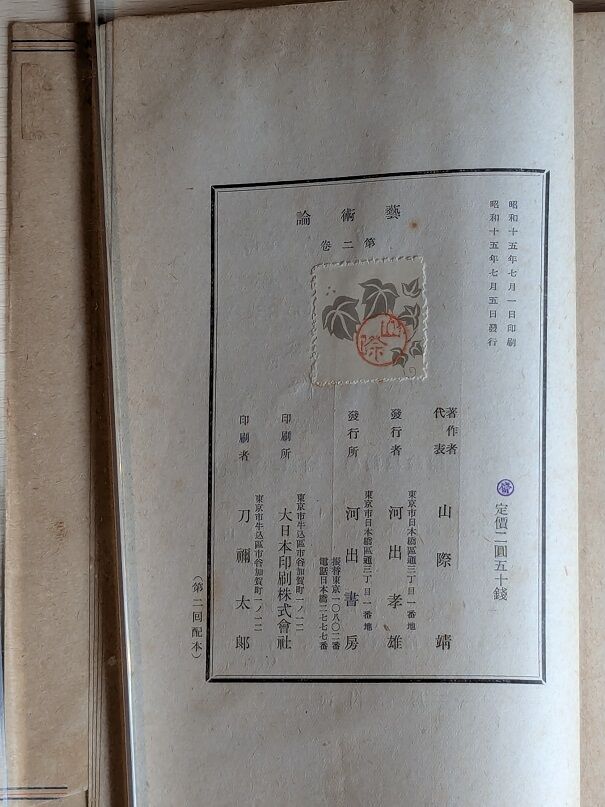 昭和十五年七月一日印刷
昭和十五年七月五日發行
藝術論
第二卷
山際
定價二圓五十錢
著作者
代表
山際靖
發行者
東京市日本橋區通三丁目一番地
河出孝雄
發行所
東京市日本橋區通三丁目一番地
河出書房
振替東京一〇八〇二番
電話日本橋二七七七番
印刷所
東京市牛込區市谷加賀町一ノ一二
大日本印刷株式會社
印刷者
東京市牛込區市谷加賀町一ノ一二
刀禰太郎
(第二回配本)